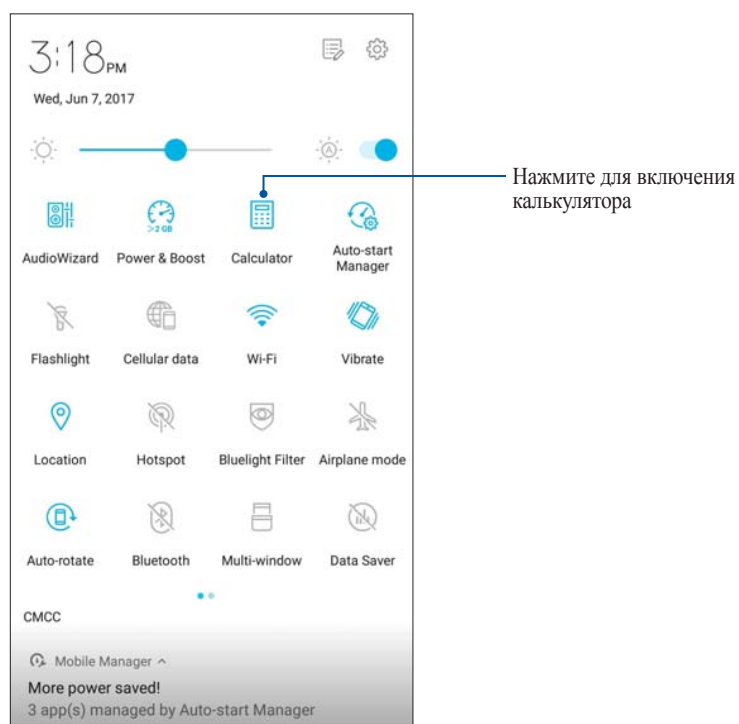 3:18PM
Wed, Jun 7, 2017
A
Нажмите для включения
калькулятора
>2 GB
AudioWizard
Power & Boost
Calculator
Auto-start
Manager
Flashlight
Cellular data
Wi-Fi
Vibrate
Location
Hotspot
Bluelight Filter
Airplane mode
Auto-rotate
Bluetooth
Multi-window
Data Saver
CMCC
Mobile Manager
More power saved!
3 app(s) managed by Auto-start Manager